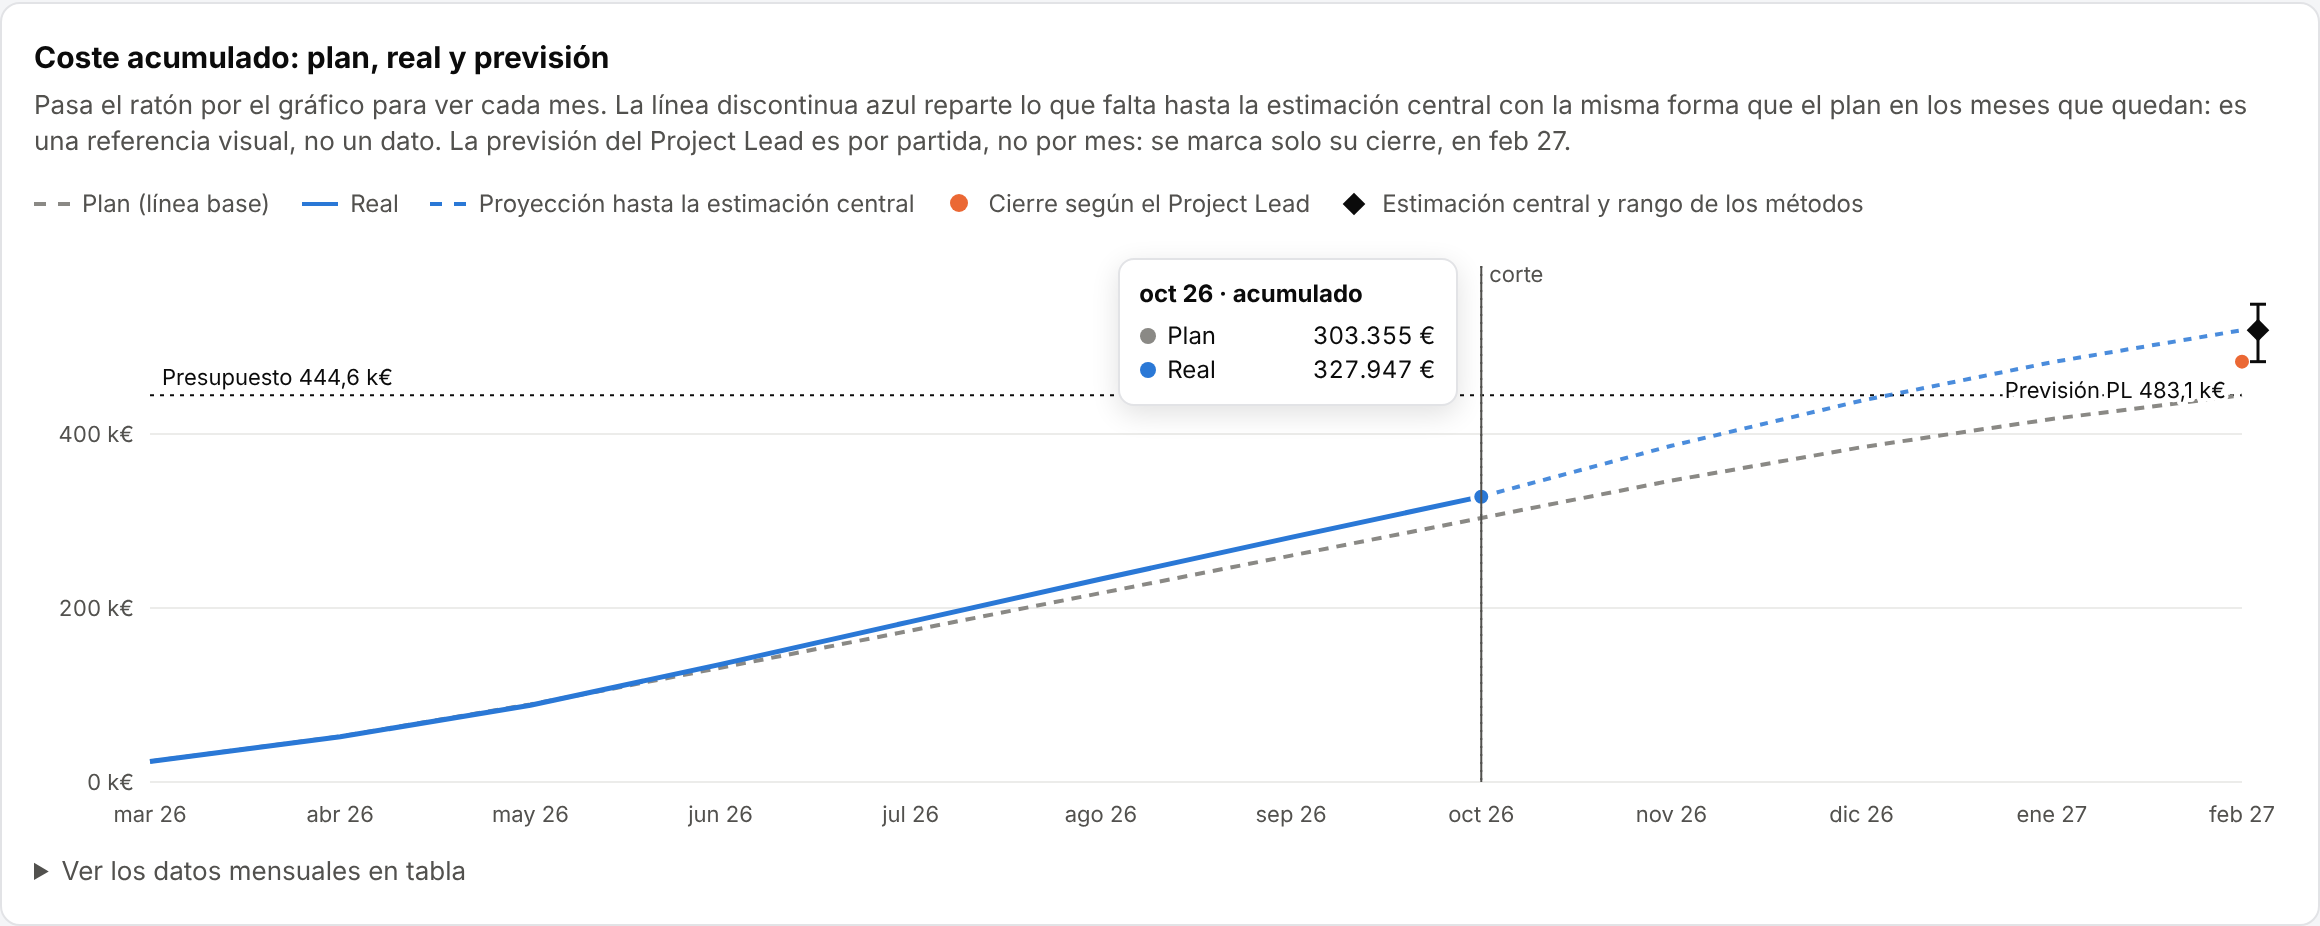 Coste acumulado: plan, real y previsión
Pasa el ratón por el gráfico para ver cada mes. La línea discontinua azul reparte lo que falta hasta la estimación central con la misma forma que el plan en los meses que quedan: es
una referencia visual, no un dato. La previsión del Project Lead es por partida, no por mes: se marca solo su cierre, en feb 27.
Plan (línea base) Real Proyección hasta la estimación central Cierre según el Project Lead Estimación central y rango de los métodos
corte
oct 26 · acumulado
Plan 303.355 €
Real 327.947 €
Presupuesto 444,6 k€
Previsión PL 483,1 k€
400 k€
200 k€
0 k€
mar 26 abr 26 may 26 jun 26 jul 26 ago 26 sep 26 oct 26 nov 26 dic 26 ene 27 feb 27
Ver los datos mensuales en tabla